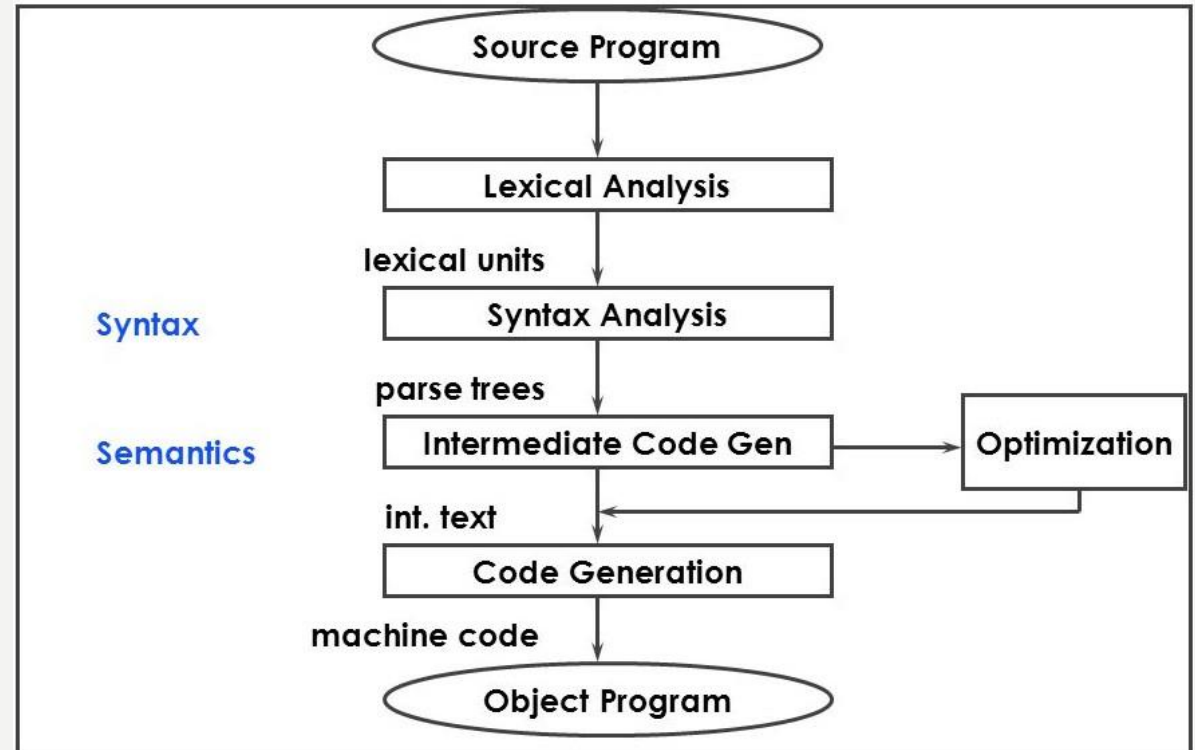 Source Program
Lexical Analysis
lexical units
Syntax Analysis
Syntax
parse trees
Intermediate Code Gen
Optimization
Semantics
int. text
Code Generation
machine code
Object Program